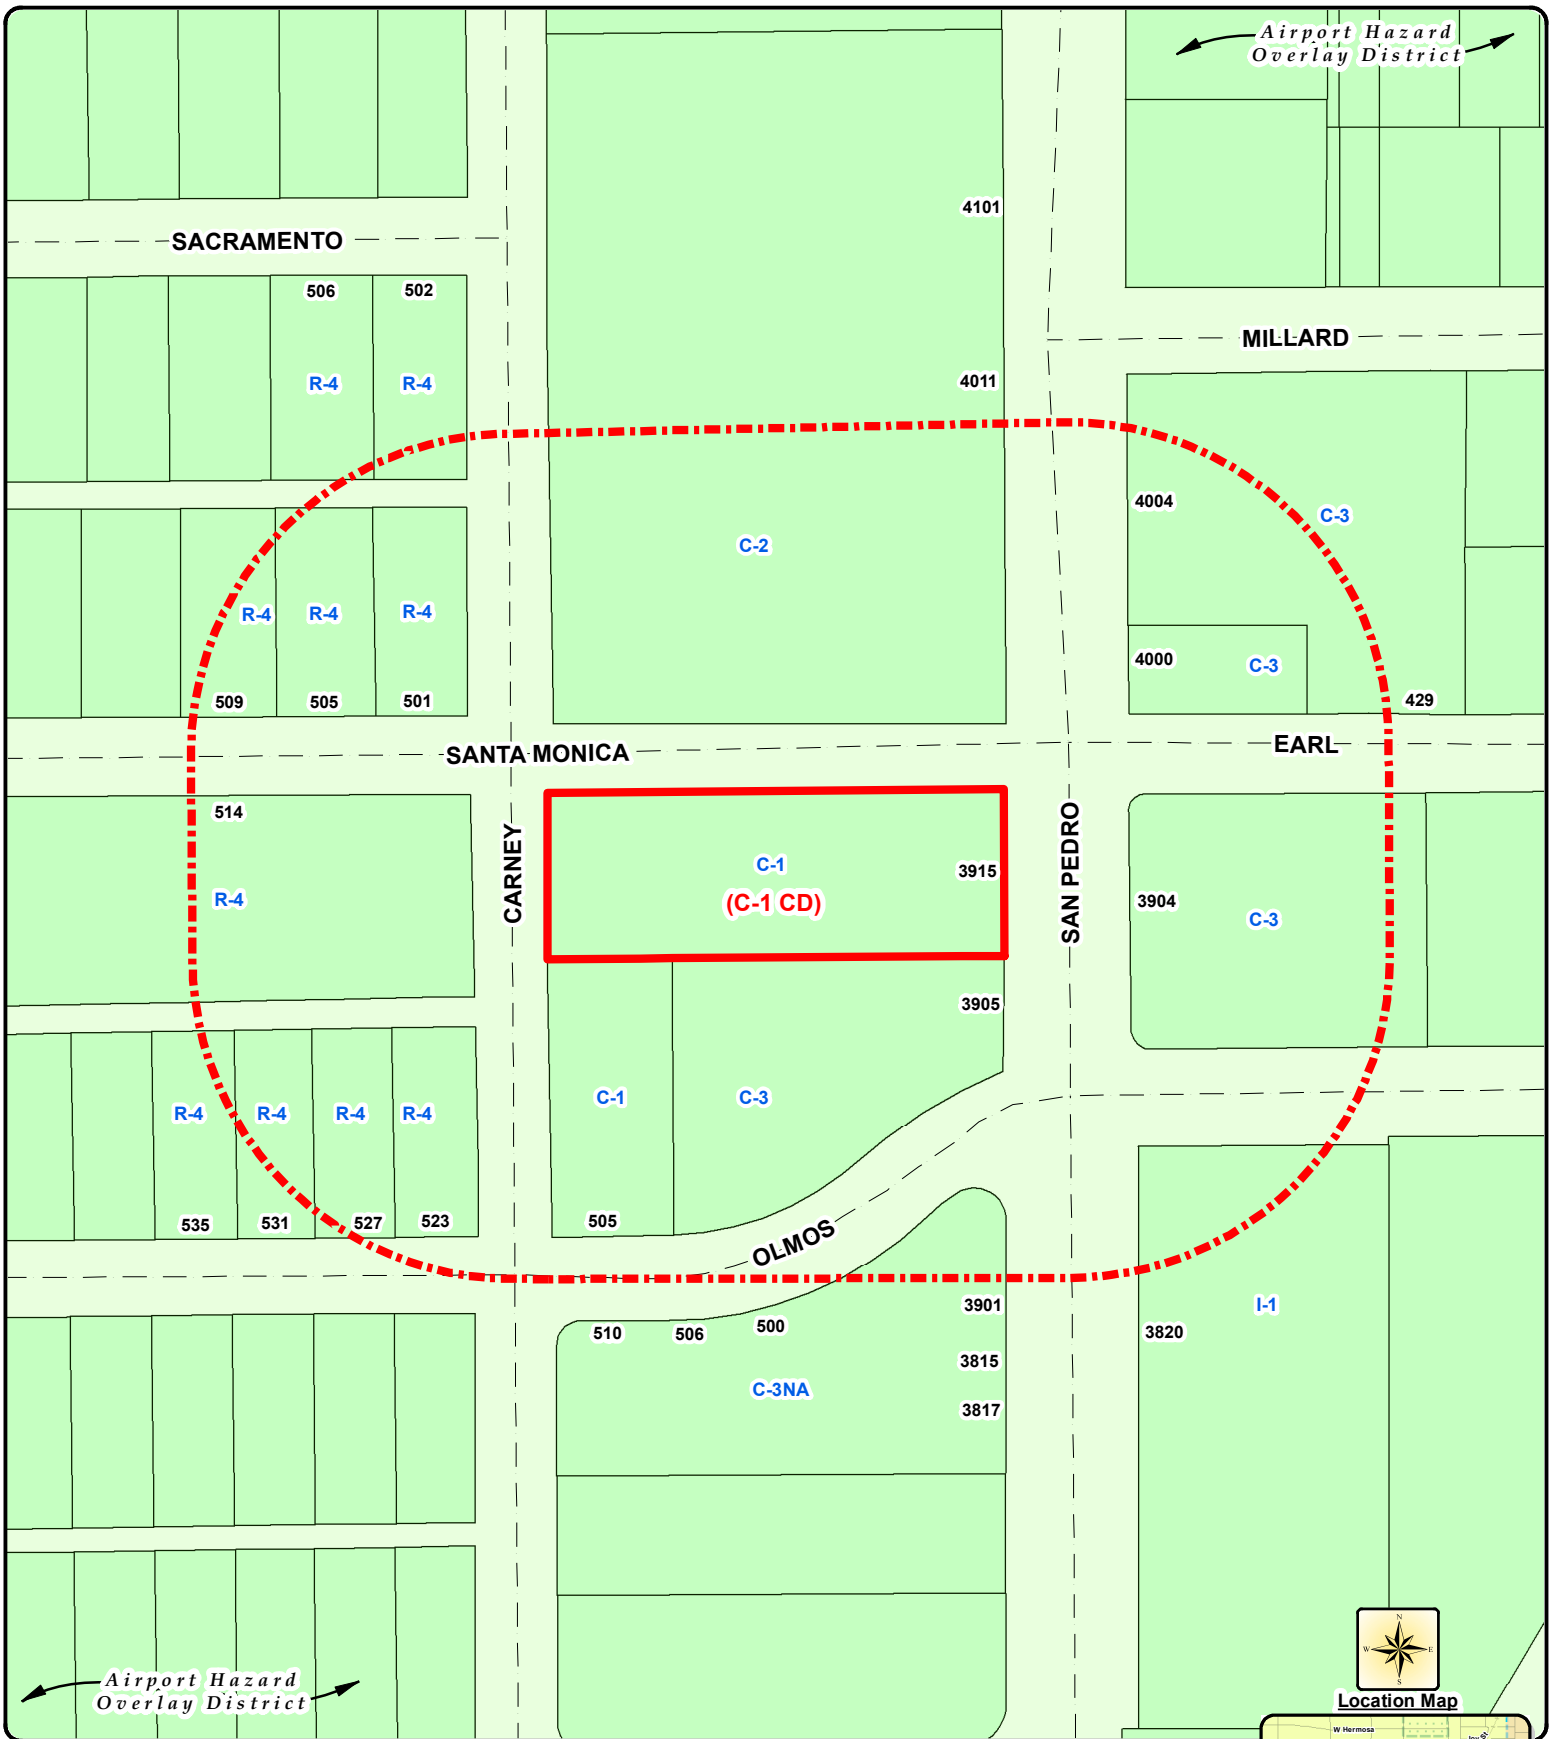 Airport Hazard
Overlay District
4101
SACRAMENTO
506
502
MILLARD
R-4
R-4
4011
4004
C-3
C-2
R-4
R-4
R-4
4000
C-3
509
505
501
429
SANTA MONICA
EARL
514
CARNEY
C-1
3915
SAN PEDRO
R-4
(C-1 CD)
3904
C-3
3905
R-4
R-4
R-4
R-4
C-1
C-3
535
531
527
523
505
OLMOS
3901
I-1
510
506
500
3820
3815
C-3NA
3817
N
W
E
S
Airport Hazard
Overlay District
Location Map
W Hermosa